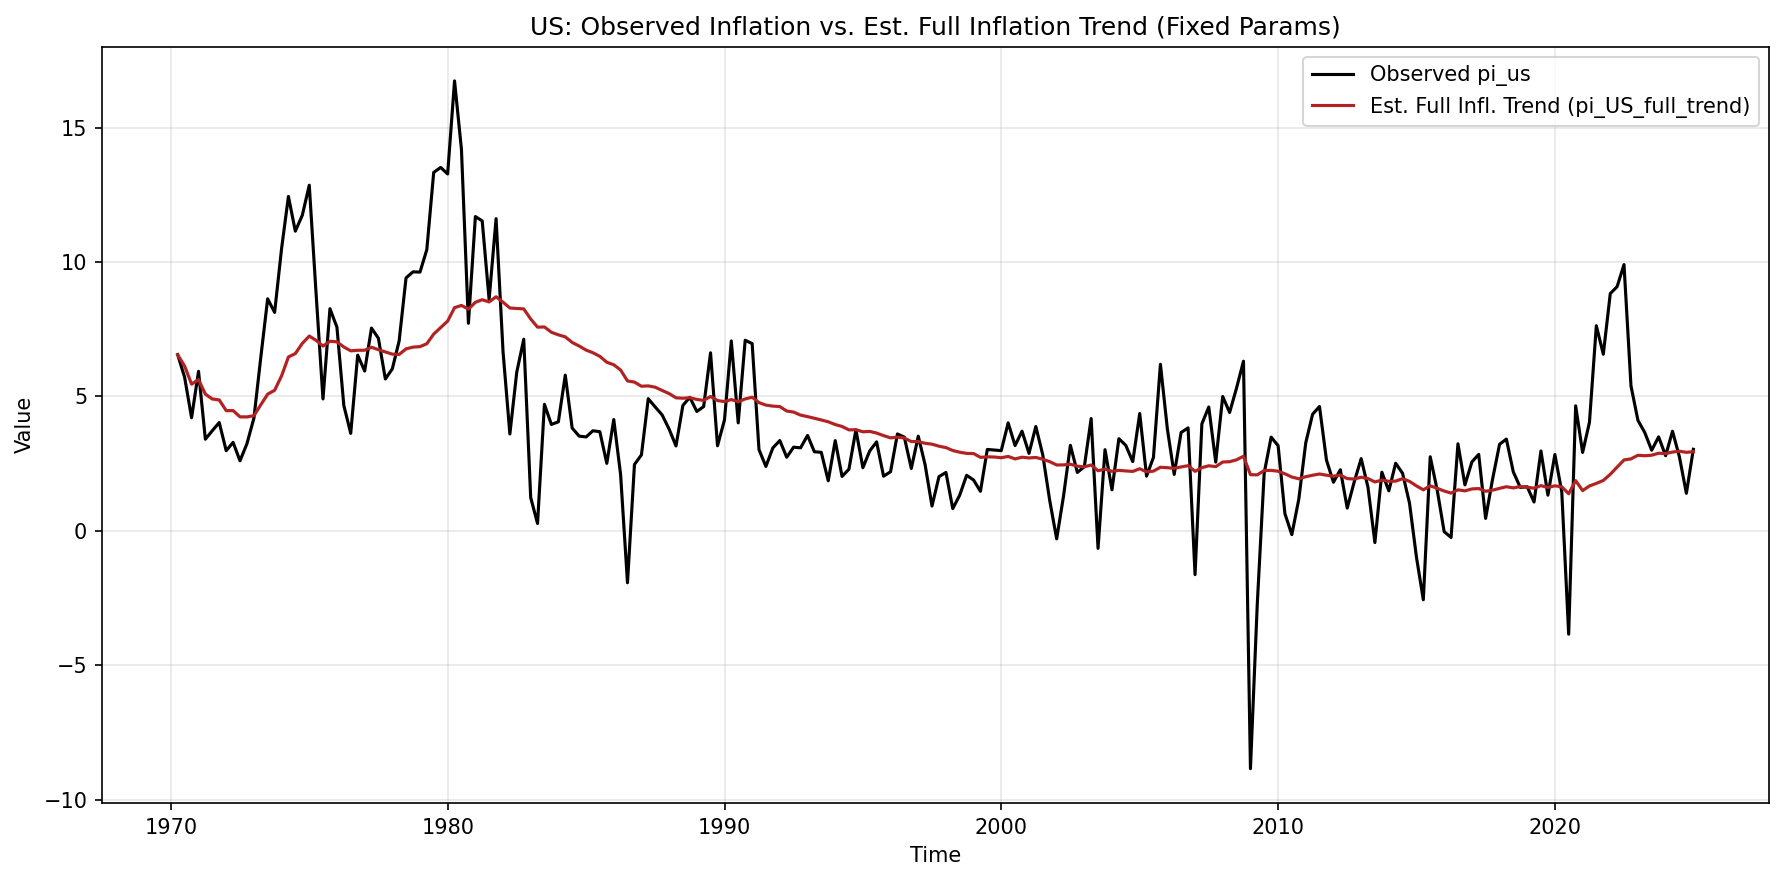 US: Observed Inflation vs. Est. Full Inflation Trend (Fixed Params)
Observed pi_us
Est. Full Infl. Trend (pi_US_full_trend)
Value
15
10
5
0
−5
−10
1970
1980
1990
2000
2010
2020
Time